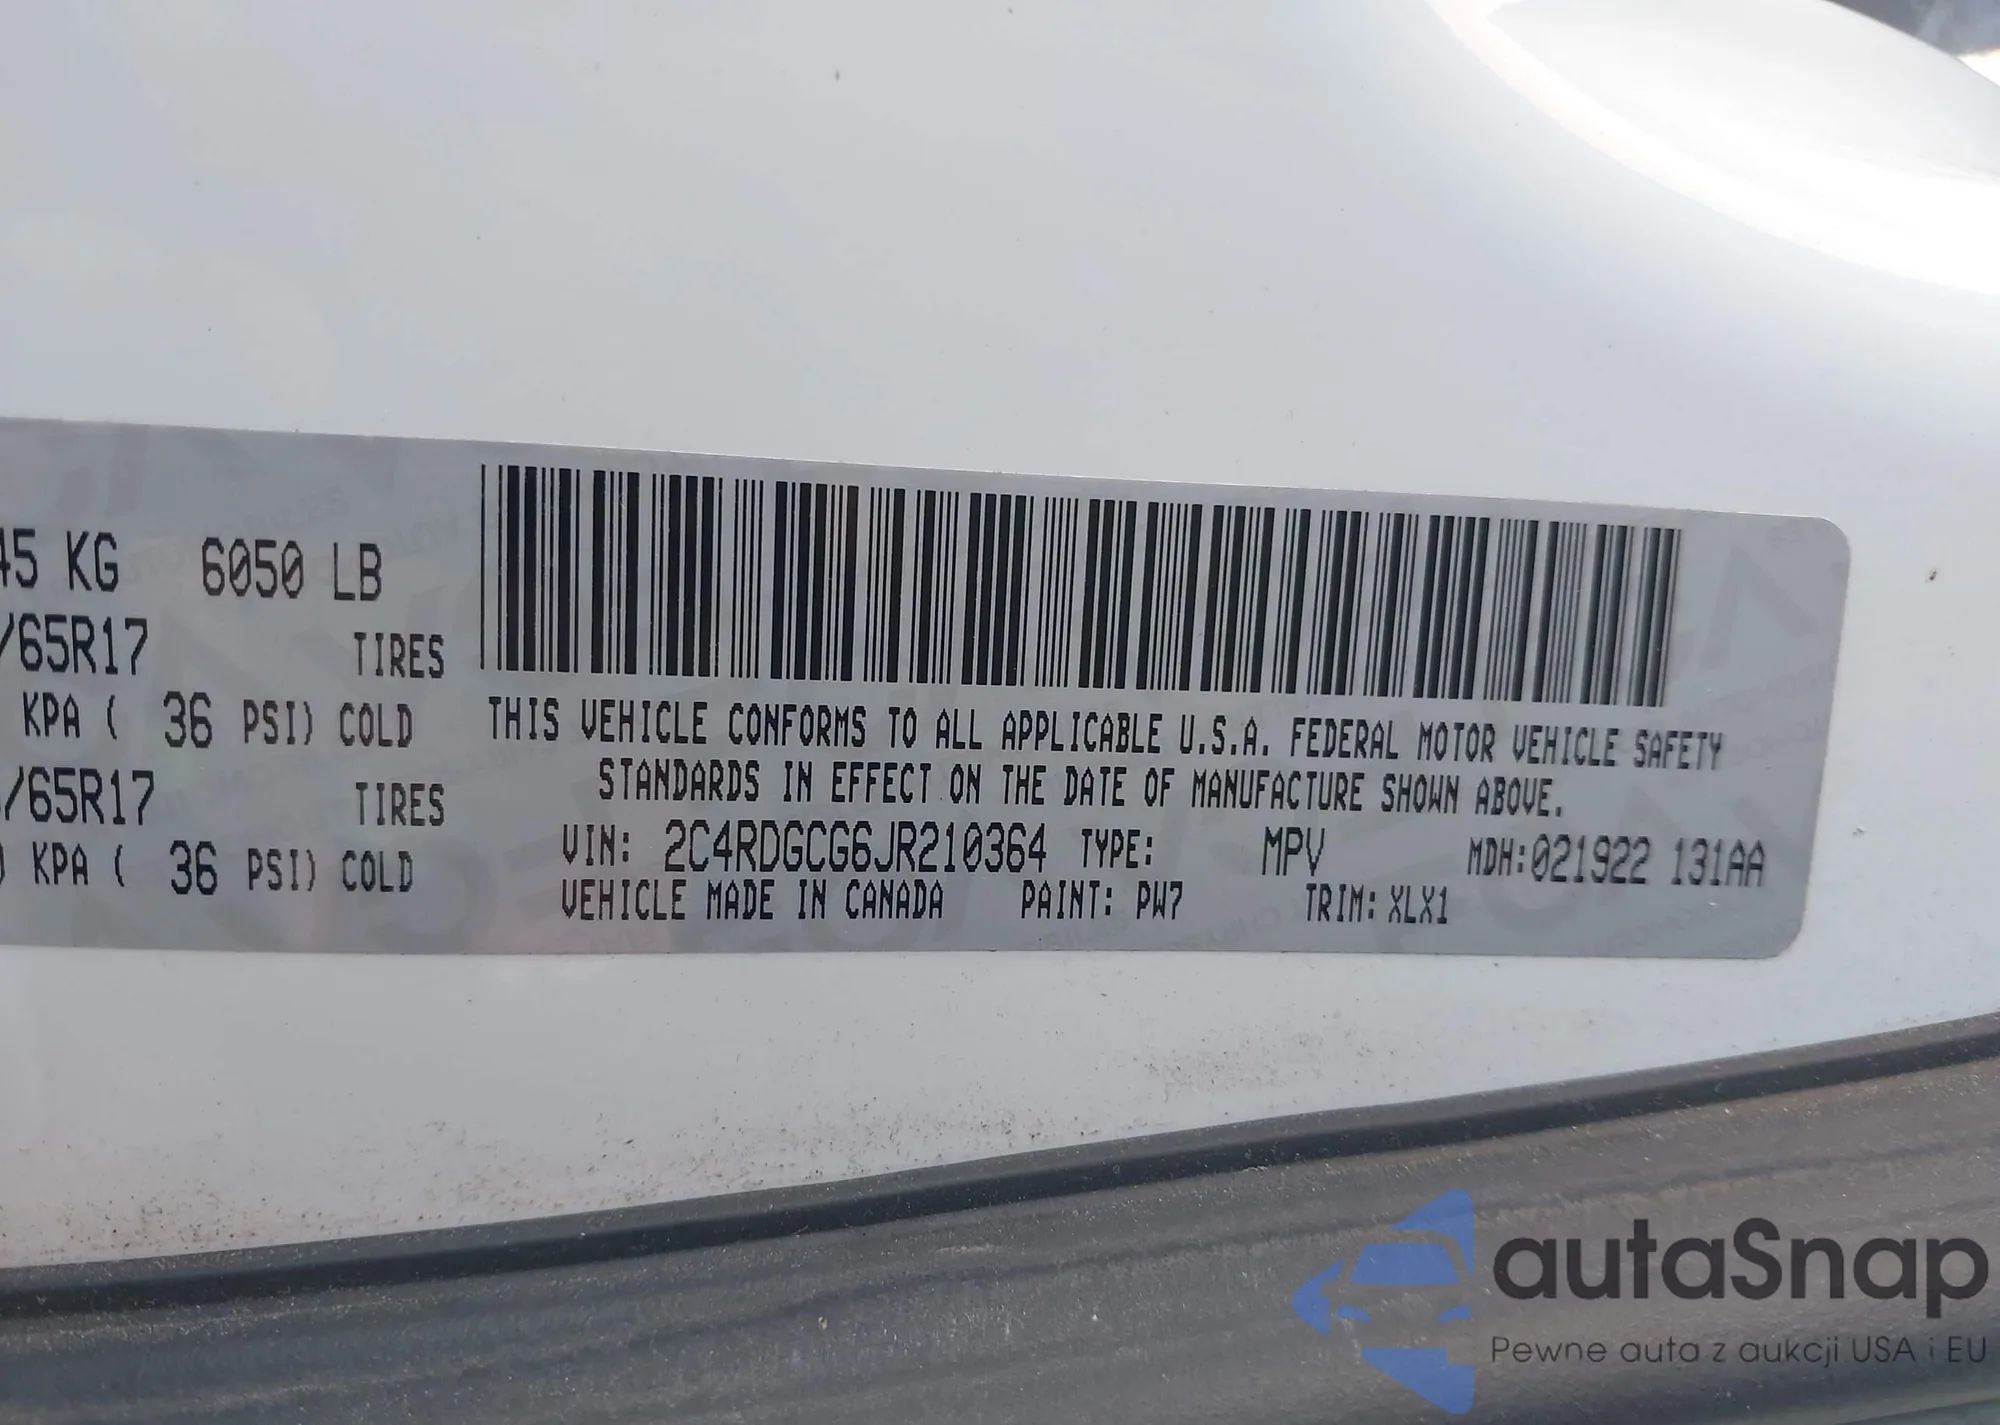 45 KG 6050 LB
/65R17 TIRES
KPA ( 36 PSI) COLD
/65R17 TIRES
KPA ( 36 PSI) COLD
THIS VEHICLE CONFORMS TO ALL APPLICABLE U.S.A. FEDERAL MOTOR VEHICLE SAFETY
STANDARDS IN EFFECT ON THE DATE OF MANUFACTURE SHOWN ABOVE.
VIN: 2C4RDGCG6JR210364 TYPE: MPV MDH:021922 131AA
VEHICLE MADE IN CANADA PAINT: PW7 TRIM: XLX1
autaSnap
Pewne auta z aukcji USA i EU